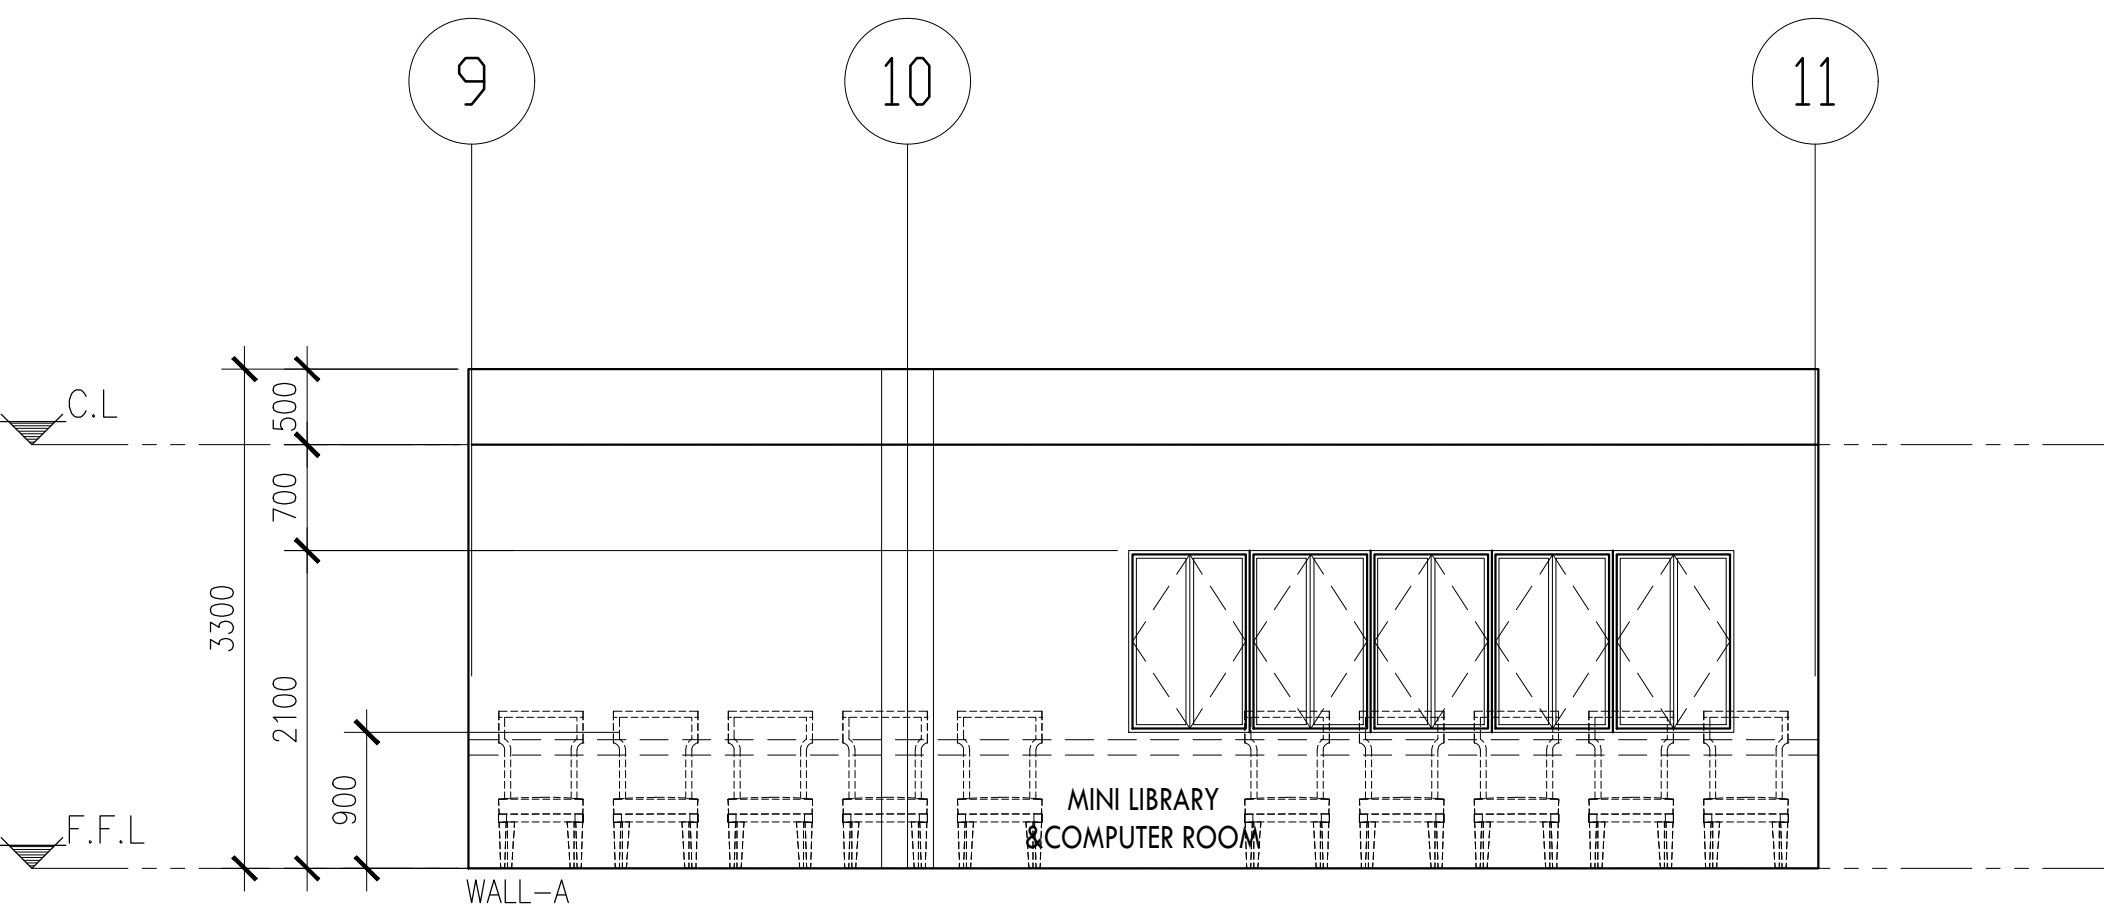 9
10
11
C.L
500
700
3300
2100
900
F.F.L
MINI LIBRARY
&COMPUTER ROOM
WALL-A